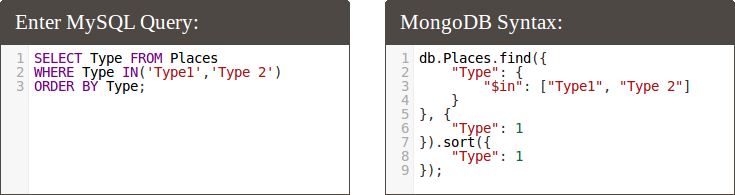 Enter MySQL Query:
1 SELECT Type FROM Places
2 WHERE Type IN('Type1','Type 2')
3 ORDER BY Type;
MongoDB Syntax:
1 db.Places.find({
2     "Type": {
3         "$in": ["Type1", "Type 2"]
4     }
5 }, {
6     "Type": 1
7 }).sort({
8     "Type": 1
9 });